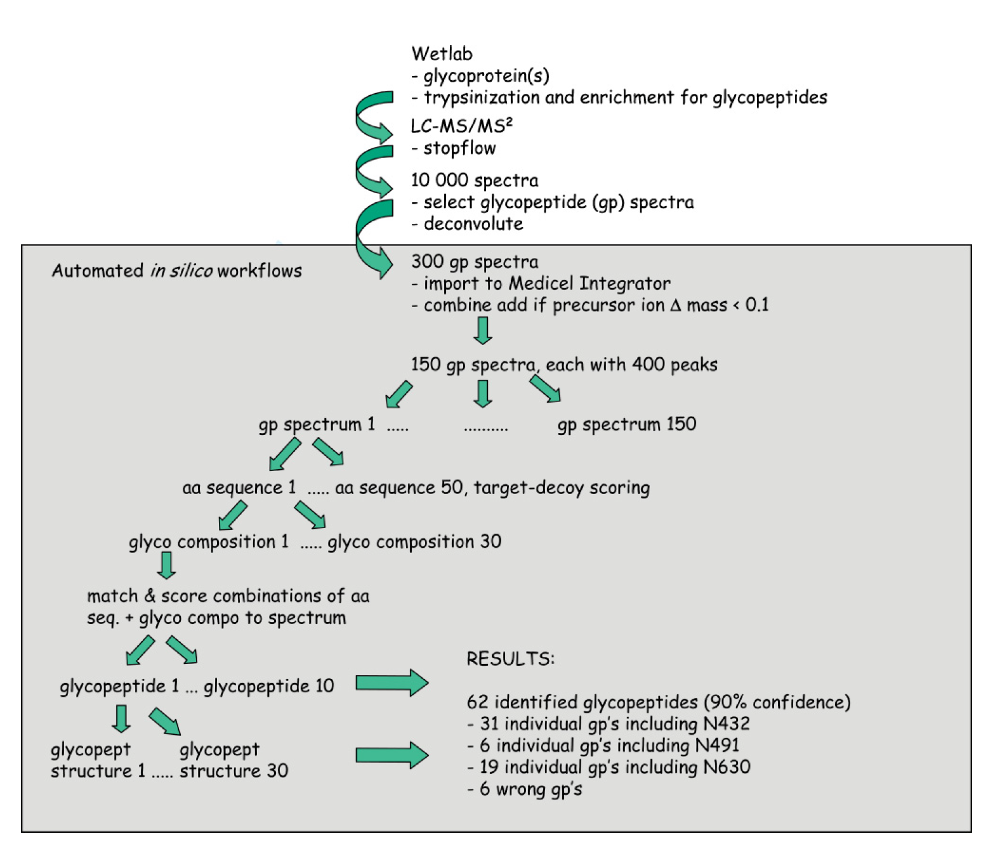 Wetlab
- glycoprotein(s)
- trypsinization and enrichment for glycopeptides
LC-MS/MS²
- stopflow
10 000 spectra
- select glycopeptide (gp) spectra
- deconvolute
Automated in silico workflows
300 gp spectra
- import to Medicel Integrator
- combine add if precursor ion Δ mass < 0.1
150 gp spectra, each with 400 peaks
gp spectrum 1 ..... .......... gp spectrum 150
aa sequence 1 ..... aa sequence 50, target-decoy scoring
glyco composition 1 ..... glyco composition 30
match & score combinations of aa
seq. + glyco compo to spectrum
glycopeptide 1 ... glycopeptide 10
glycopept glycopept
structure 1 ..... structure 30
RESULTS:
62 identified glycopeptides (90% confidence)
- 31 individual gp's including N432
- 6 individual gp's including N491
- 19 individual gp's including N630
- 6 wrong gp's